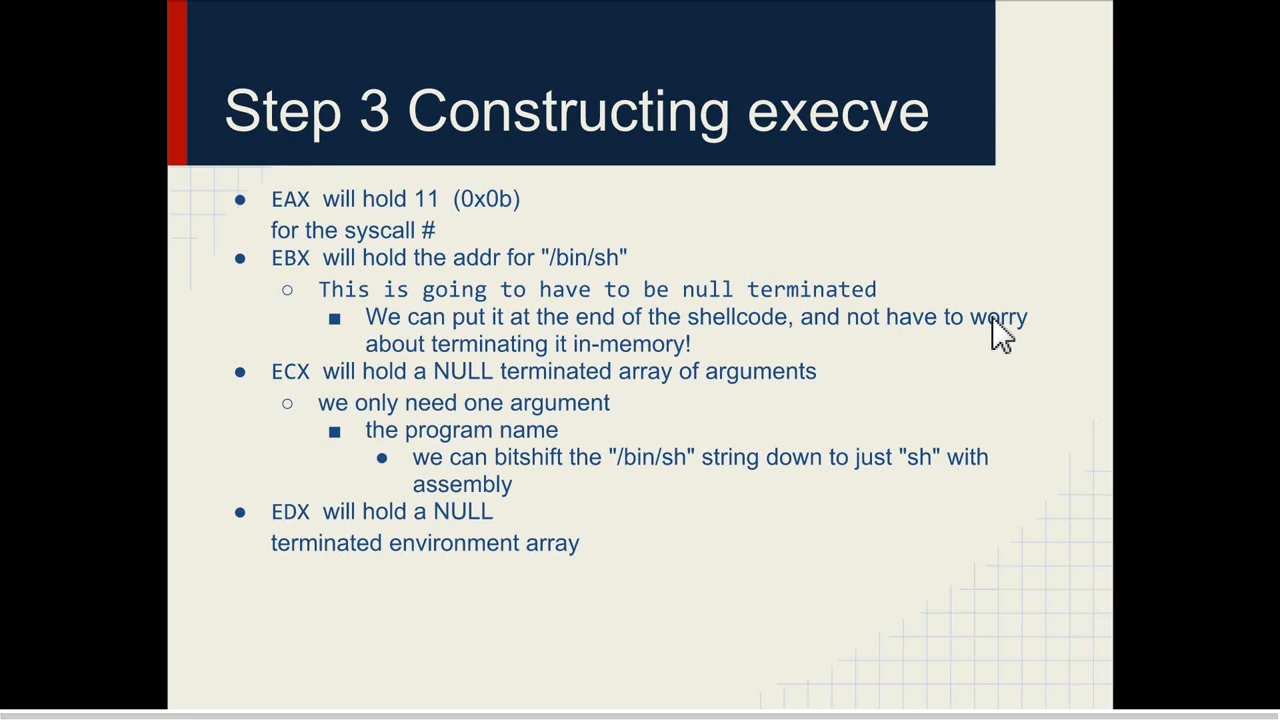 Step 3 Constructing execve
● EAX will hold 11 (0x0b)
for the syscall #
● EBX will hold the addr for "/bin/sh"
○ This is going to have to be null terminated
■ We can put it at the end of the shellcode, and not have to worry
about terminating it in-memory!
● ECX will hold a NULL terminated array of arguments
○ we only need one argument
■ the program name
● we can bitshift the "/bin/sh" string down to just "sh" with
assembly
● EDX will hold a NULL
terminated environment array